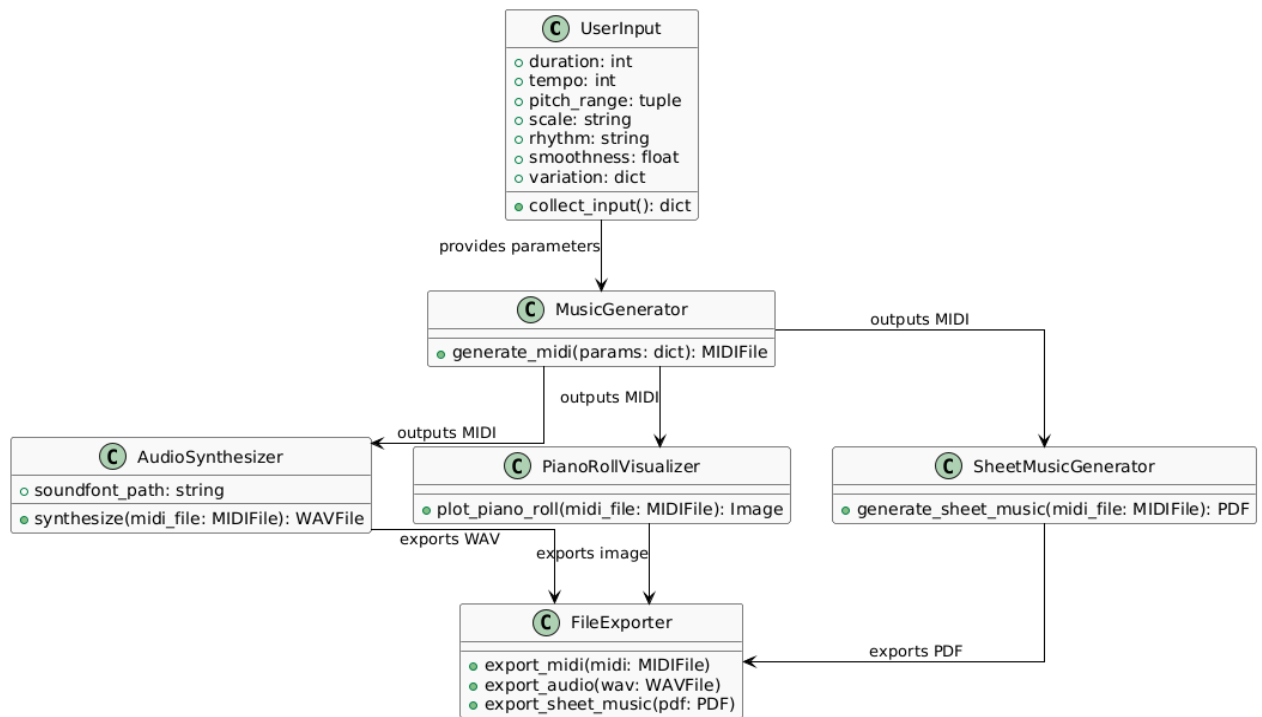 C UserInput
duration: int
tempo: int
pitch_range: tuple
scale: string
rhythm: string
smoothness: float
variation: dict
collect_input(): dict
provides parameters
C MusicGenerator
generate_midi(params: dict): MIDIFile
outputs MIDI
outputs MIDI
outputs MIDI
C AudioSynthesizer
soundfont_path: string
synthesize(midi_file: MIDIFile): WAVFile
C PianoRollVisualizer
plot_piano_roll(midi_file: MIDIFile): Image
C SheetMusicGenerator
generate_sheet_music(midi_file: MIDIFile): PDF
exports WAV
exports image
exports PDF
C FileExporter
export_midi(midi: MIDIFile)
export_audio(wav: WAVFile)
export_sheet_music(pdf: PDF)